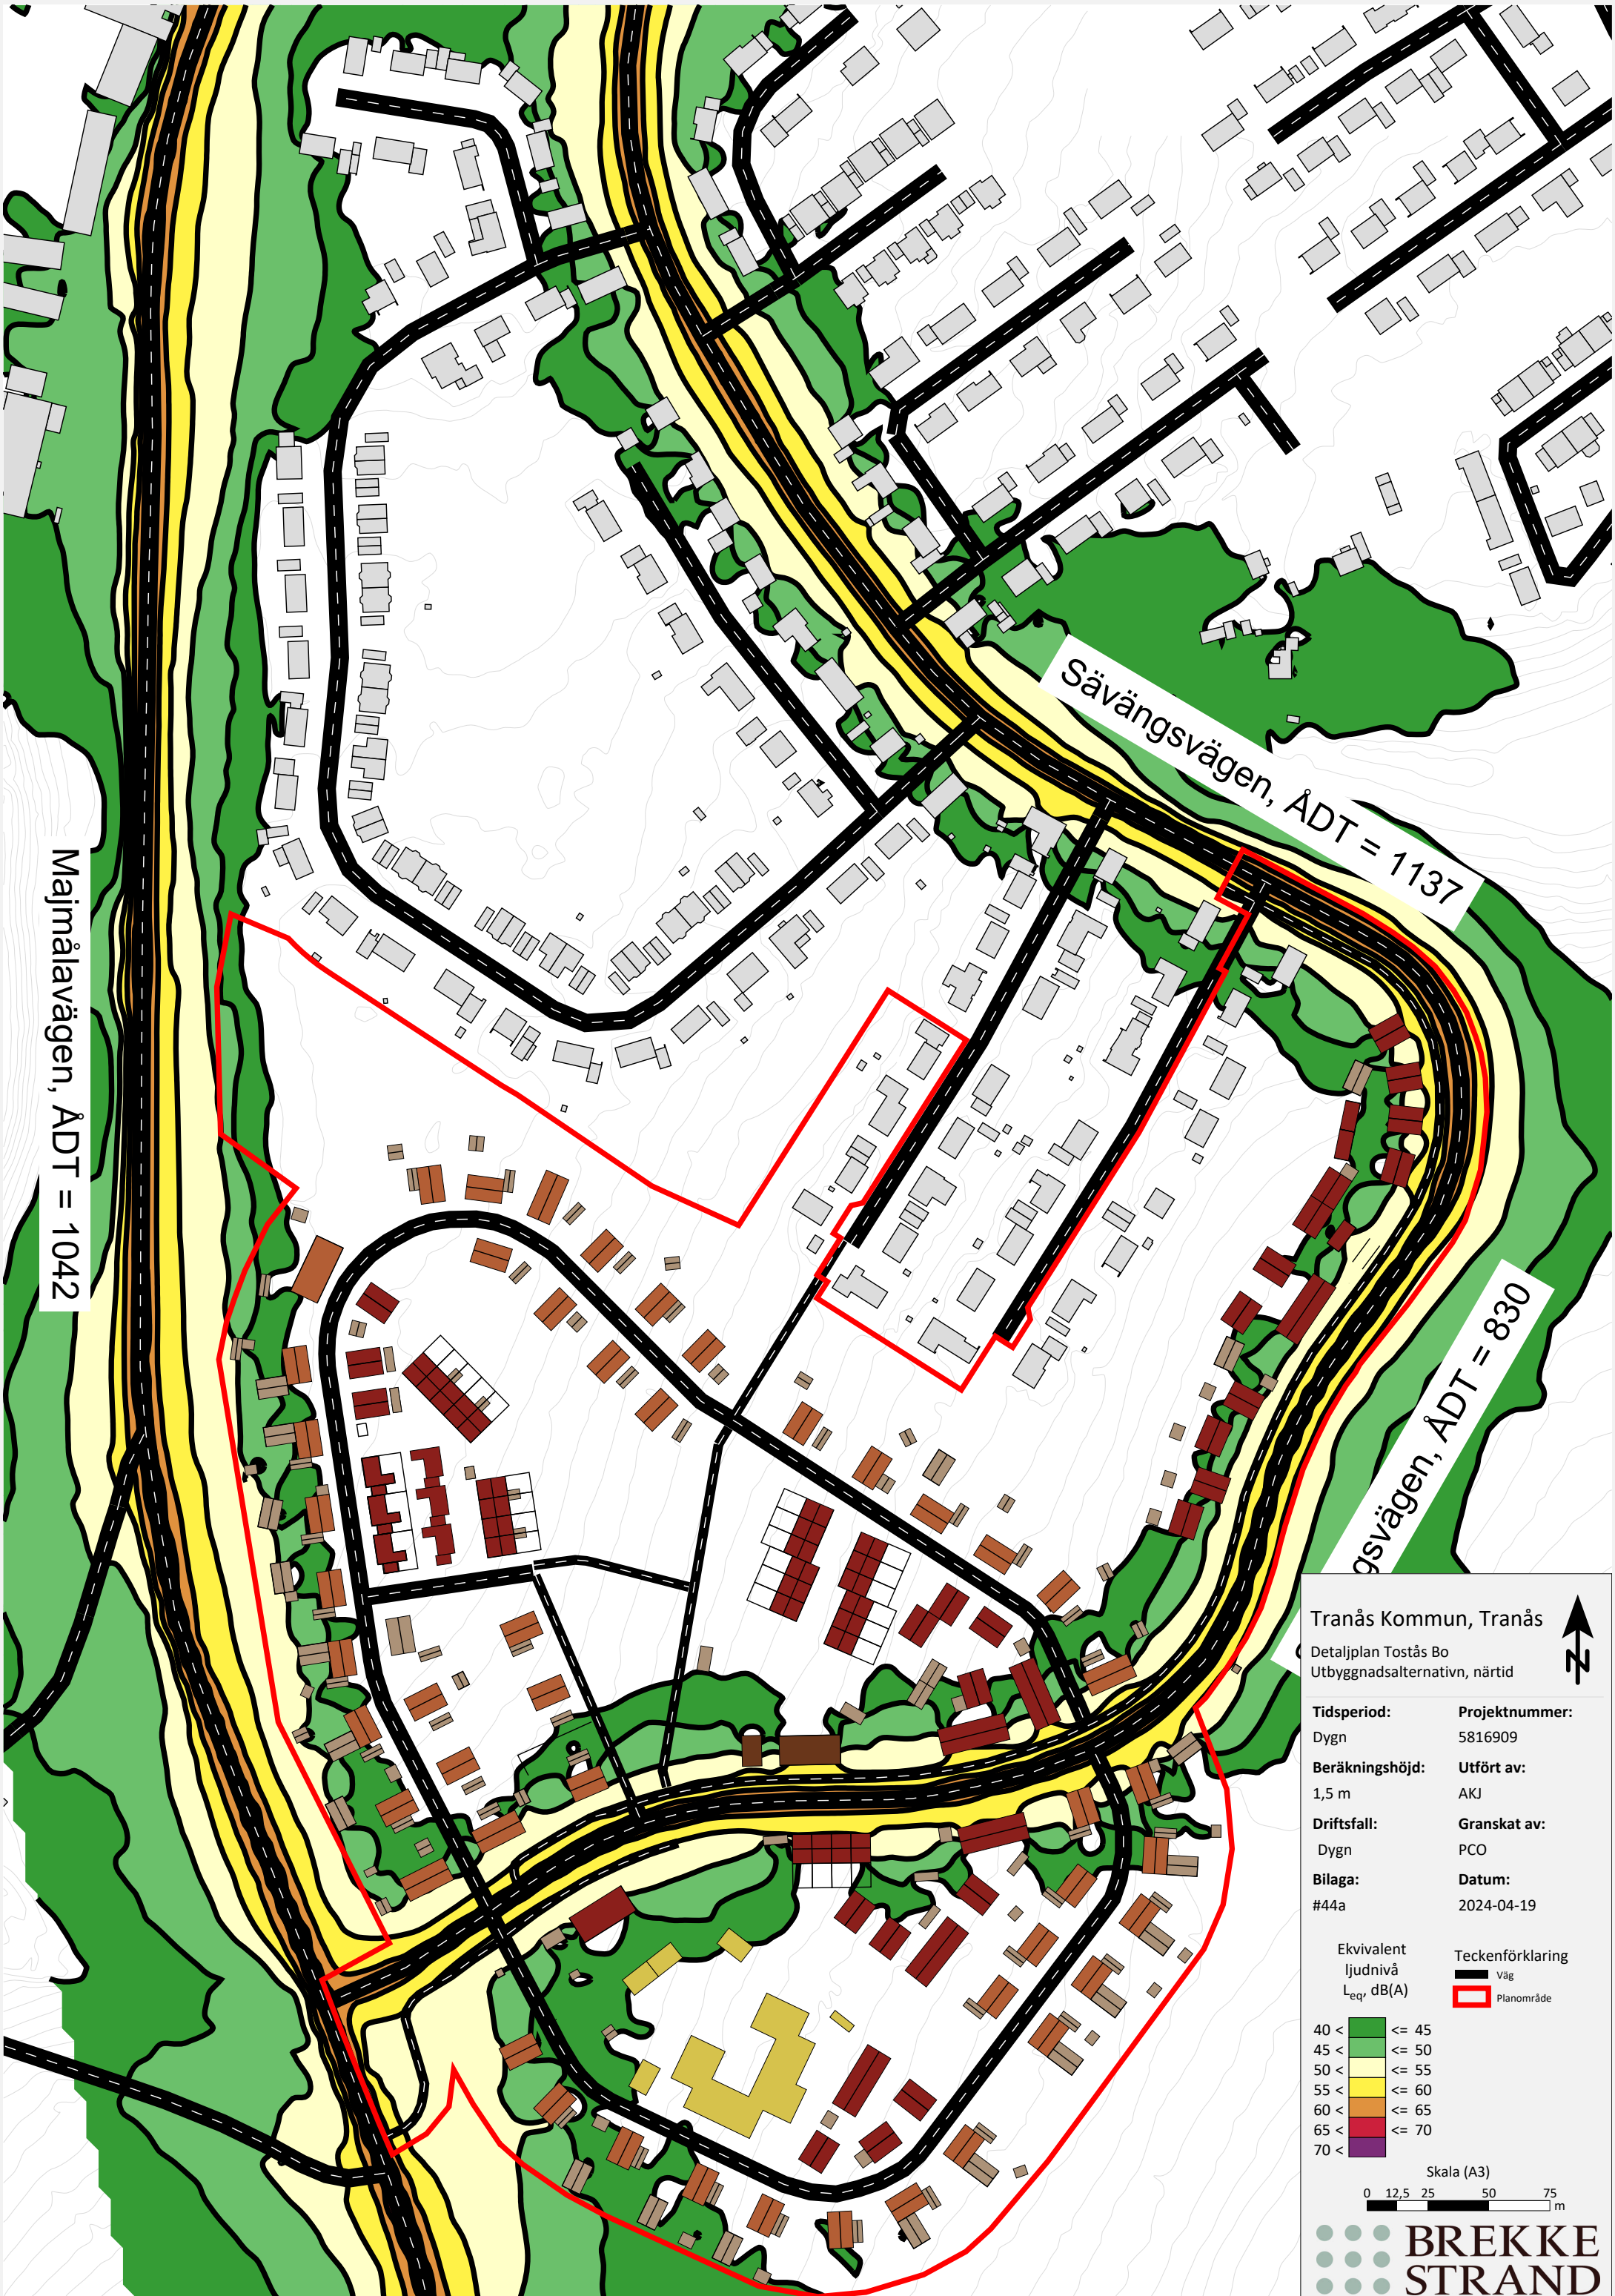 Sävängsvägen, ÅDT = 1137
Majmålavägen, ÅDT = 1042
gsvägen, ÅDT = 830
Tranås Kommun, Tranås
Detaljplan Tostås Bo
Utbyggnadsalternativn, närtid
Tidsperiod: Projektnummer:
Dygn 5816909
Beräkningshöjd: Utfört av:
1,5 m AKJ
Driftsfall: Granskat av:
Dygn PCO
Bilaga: Datum:
#44a 2024-04-19
Ekvivalent
ljudnivå
Leq, dB(A)
Teckenförklaring
Väg
Planområde
40 < <= 45
45 < <= 50
50 < <= 55
55 < <= 60
60 < <= 65
65 < <= 70
70 <
Skala (A3)
0 12,5 25 50 75
m
BREKKE
STRAND